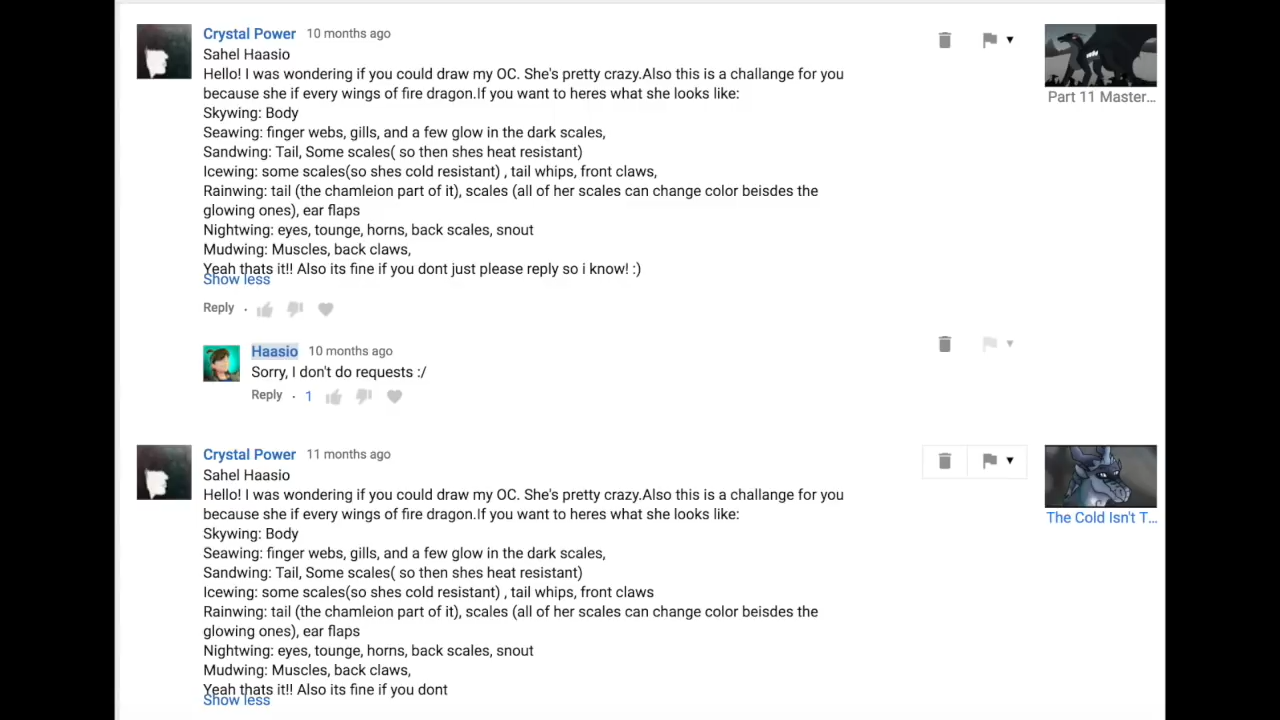 Crystal Power 10 months ago
Sahel Haasio
Hello! I was wondering if you could draw my OC. She's pretty crazy.Also this is a challange for you
because she if every wings of fire dragon.If you want to heres what she looks like:
Skywing: Body
Seawing: finger webs, gills, and a few glow in the dark scales,
Sandwing: Tail, Some scales( so then shes heat resistant)
Icewing: some scales(so shes cold resistant) , tail whips, front claws,
Rainwing: tail (the chamleion part of it), scales (all of her scales can change color beisdes the
glowing ones), ear flaps
Nightwing: eyes, tounge, horns, back scales, snout
Mudwing: Muscles, back claws,
Yeah thats it!! Also its fine if you dont just please reply so i know! :)
Show less
Reply .
Part 11 Master...
Haasio 10 months ago
Sorry, I don't do requests :/
Reply . 1
Crystal Power 11 months ago
Sahel Haasio
Hello! I was wondering if you could draw my OC. She's pretty crazy.Also this is a challange for you
because she if every wings of fire dragon.If you want to heres what she looks like:
Skywing: Body
Seawing: finger webs, gills, and a few glow in the dark scales,
Sandwing: Tail, Some scales( so then shes heat resistant)
Icewing: some scales(so shes cold resistant) , tail whips, front claws
Rainwing: tail (the chamleion part of it), scales (all of her scales can change color beisdes the
glowing ones), ear flaps
Nightwing: eyes, tounge, horns, back scales, snout
Mudwing: Muscles, back claws,
Yeah thats it!! Also its fine if you dont
Show less
The Cold Isn't T...